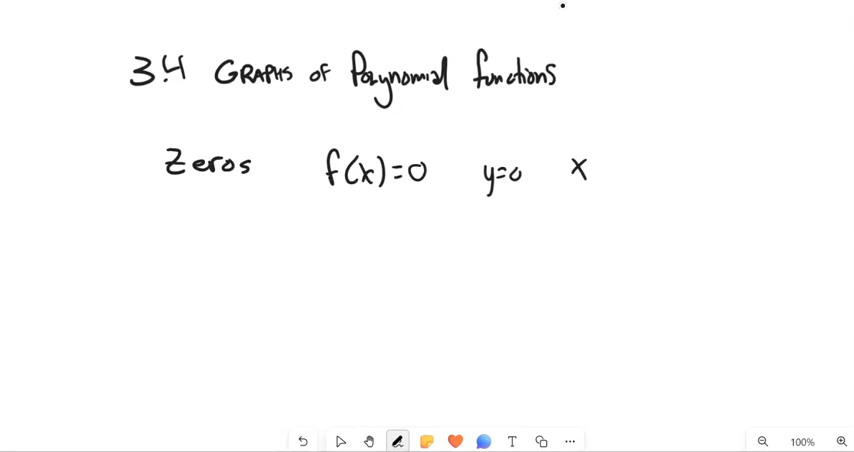 3.4 GRAPHS of Polynomial functions
Zeros f(x)=0 y=0 x
100%